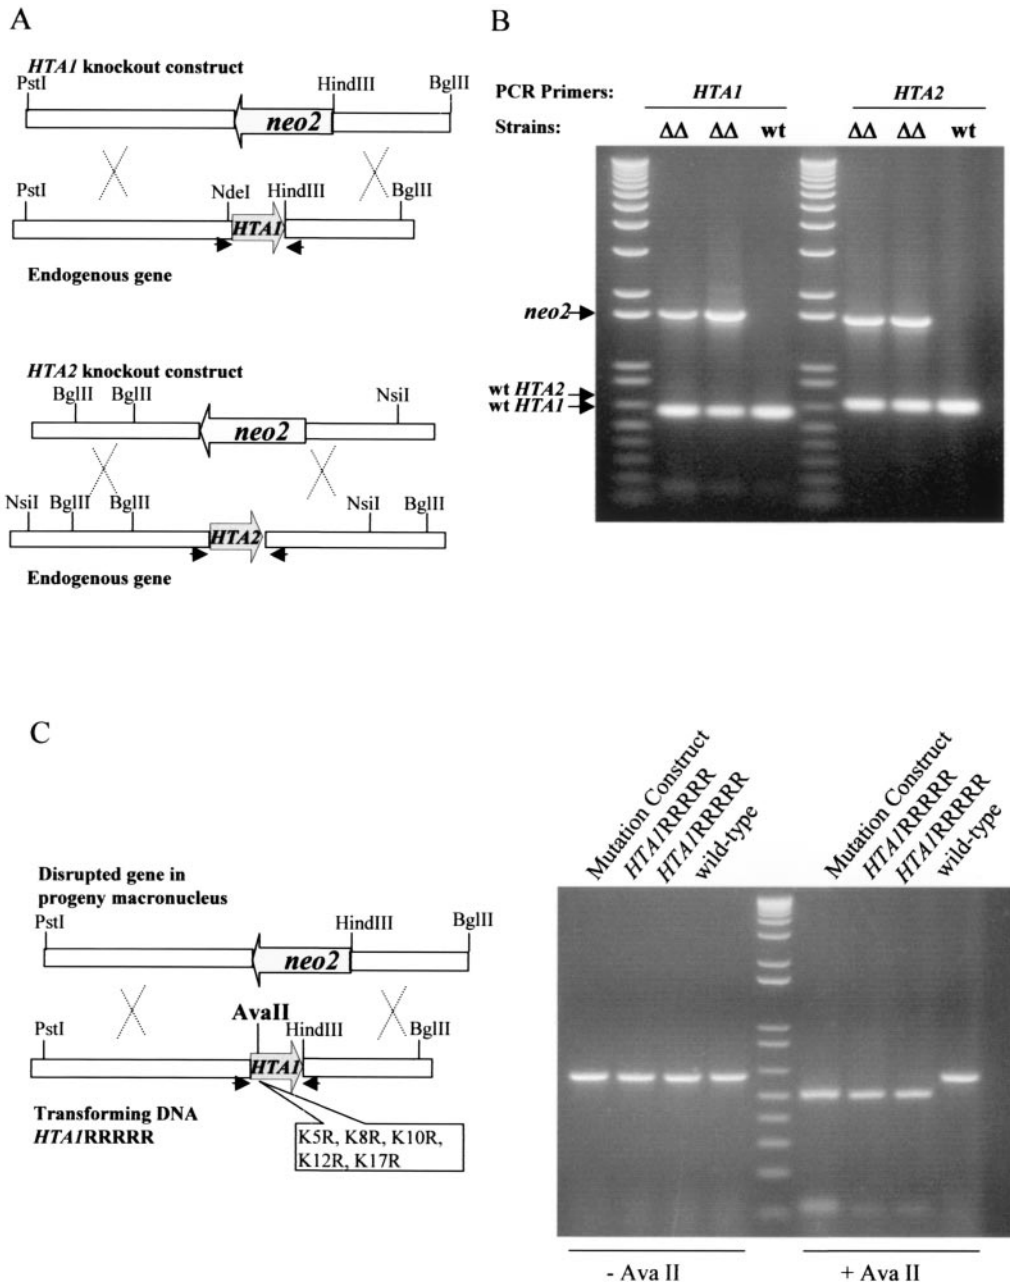 A
HTA1 knockout construct
PstI HindIII BglII
neo2
PstI NdeI HindIII BglII
HTA1
Endogenous gene
HTA2 knockout construct
BglII BglII NsiI
neo2
NsiI BglII BglII NsiI BglII
HTA2
Endogenous gene
B
PCR Primers: HTA1 HTA2
Strains: ΔΔ ΔΔ wt ΔΔ ΔΔ wt
neo2
wt HTA2
wt HTA1
C
Disrupted gene in
progeny macronucleus
PstI HindIII BglII
neo2
AvaII
PstI HindIII BglII
HTA1
Transforming DNA
HTA1RRRRR
K5R, K8R, K10R,
K12R, K17R
Mutation Construct
HTA1RRRRR
HTA1RRRRR
wild-type
Mutation Construct
HTA1RRRRR
HTA1RRRRR
wild-type
- Ava II
+ Ava II